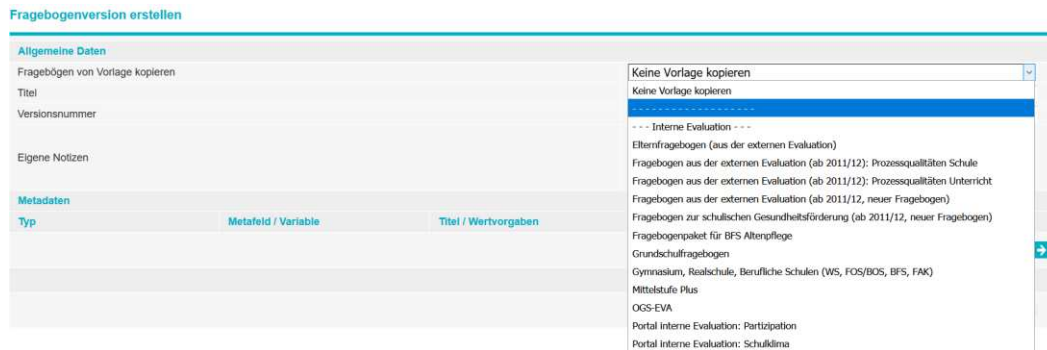 Fragebogenversion erstellen
Allgemeine Daten
Fragebögen von Vorlage kopieren
Keine Vorlage kopieren
Titel
Keine Vorlage kopieren
- - - - - - - - - - - - - - - - - - -
Versionsnummer
- - - Interne Evaluation - - -
Elternfragebogen (aus der externen Evaluation)
Eigene Notizen
Fragebogen aus der externen Evaluation (ab 2011/12): Prozessqualitäten Schule
Fragebogen aus der externen Evaluation (ab 2011/12): Prozessqualitäten Unterricht
Metadaten
Fragebogen aus der externen Evaluation (ab 2011/12, neuer Fragebogen)
Typ Metafeld / Variable Titel / Wertvorgaben
Fragebogen zur schulischen Gesundheitsförderung (ab 2011/12, neuer Fragebogen)
Fragebogenpaket für BFS Altenpflege
Grundschulfragebogen
Gymnasium, Realschule, Berufliche Schulen (WS, FOS/BOS, BFS, FAK)
Mittelstufe Plus
OGS-EVA
Portal interne Evaluation: Partizipation
Portal interne Evaluation: Schulklima